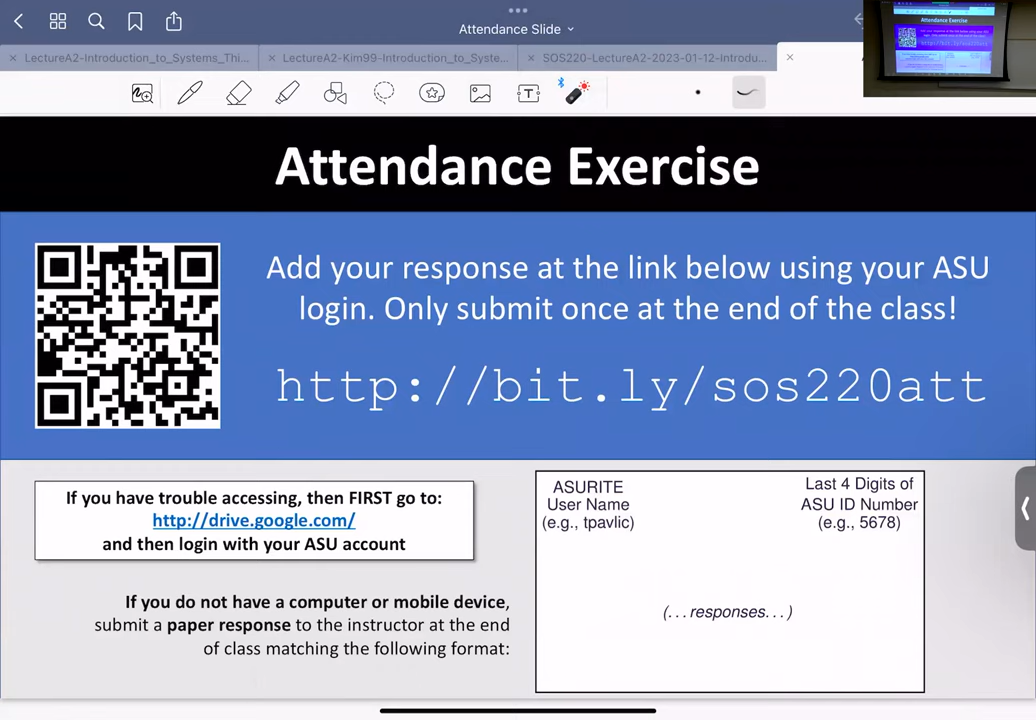 Attendance Slide
LectureA2-Introduction_to_Systems_Thi...
LectureA2-Kim99-Introduction_to_Syste...
SOS220-LectureA2-2023-01-12-Introdu...
T
Attendance Exercise
Add your response at the link below using your ASU
login. Only submit once at the end of the class!
http://bit.ly/sos220att
If you have trouble accessing, then FIRST go to:
http://drive.google.com/
and then login with your ASU account
If you do not have a computer or mobile device,
submit a paper response to the instructor at the end
of class matching the following format:
ASURITE
User Name
(e.g., tpavlic)
Last 4 Digits of
ASU ID Number
(e.g., 5678)
(...responses...)
Attendance Exercise